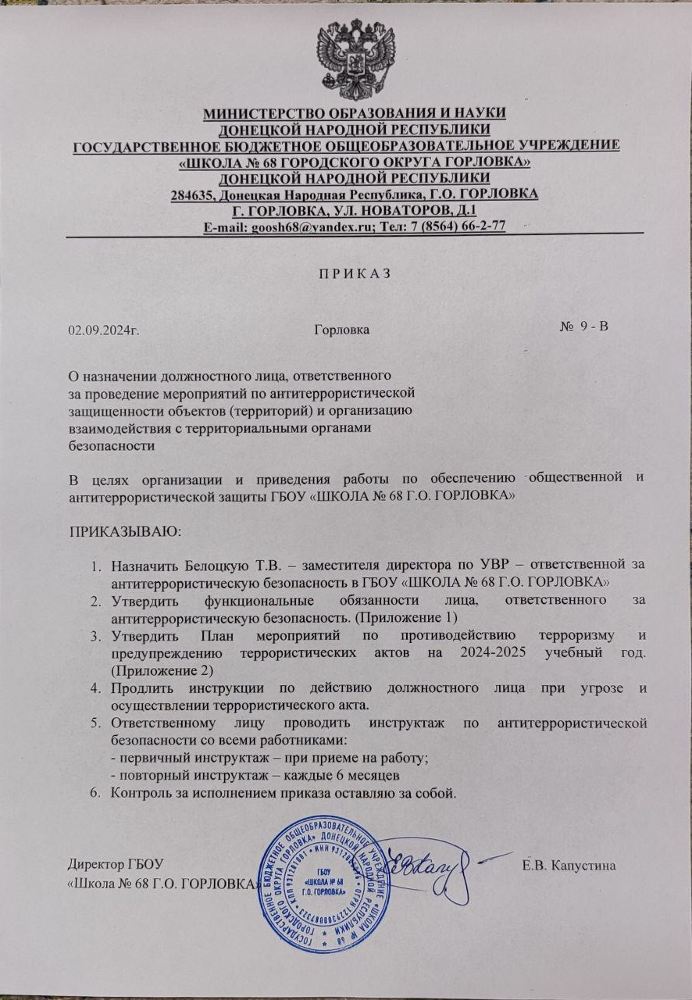 МИНИСТЕРСТВО ОБРАЗОВАНИЯ И НАУКИ
ДОНЕЦКОЙ НАРОДНОЙ РЕСПУБЛИКИ
ГОСУДАРСТВЕННОЕ БЮДЖЕТНОЕ ОБЩЕОБРАЗОВАТЕЛЬНОЕ УЧРЕЖДЕНИЕ
«ШКОЛА № 68 ГОРОДСКОГО ОКРУГА ГОРЛОВКА»
ДОНЕЦКОЙ НАРОДНОЙ РЕСПУБЛИКИ
284635, Донецкая Народная Республика, Г.О. ГОРЛОВКА
Г. ГОРЛОВКА, УЛ. НОВАТОРОВ, Д.1
E-mail: goosh68@yandex.ru; Тел: 7 (8564) 66-2-77
П Р И К А З
02.09.2024г. Горловка № 9 - В
О назначении должностного лица, ответственного
за проведение мероприятий по антитеррористической
защищенности объектов (территорий) и организацию
взаимодействия с территориальными органами
безопасности
В целях организации и приведения работы по обеспечению общественной и
антитеррористической защиты ГБОУ «ШКОЛА № 68 Г.О. ГОРЛОВКА»
ПРИКАЗЫВАЮ:
1. Назначить Белоцкую Т.В. – заместителя директора по УВР – ответственной за
антитеррористическую безопасность в ГБОУ «ШКОЛА № 68 Г.О. ГОРЛОВКА»
2. Утвердить функциональные обязанности лица, ответственного за
антитеррористическую безопасность. (Приложение 1)
3. Утвердить План мероприятий по противодействию терроризму и
предупреждению террористических актов на 2024-2025 учебный год.
(Приложение 2)
4. Продлить инструкции по действию должностного лица при угрозе и
осуществлении террористического акта.
5. Ответственному лицу проводить инструктаж по антитеррористической
безопасности со всеми работниками:
- первичный инструктаж – при приеме на работу;
- повторный инструктаж – каждые 6 месяцев
6. Контроль за исполнением приказа оставляю за собой.
Директор ГБОУ
«Школа № 68 Г.О. ГОРЛОВКА»
Е.В. Капустина
ГОСУДАРСТВЕННОЕ БЮДЖЕТНОЕ ОБЩЕОБРАЗОВАТЕЛЬНОЕ УЧРЕЖДЕНИЕ «ШКОЛА № 68
ГОРОДСКОГО ОКРУГА ГОРЛОВКА» ДОНЕЦКОЙ НАРОДНОЙ РЕСПУБЛИКИ
ГБОУ
«ШКОЛА № 68
Г.О. ГОРЛОВКА»